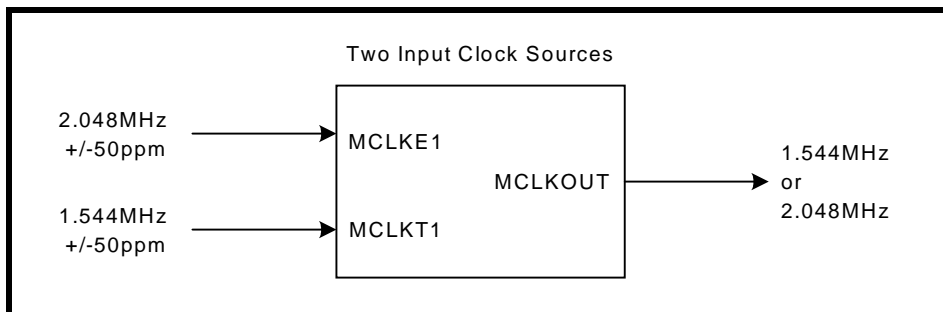 Two Input Clock Sources
2.048MHz
+/-50ppm
MCLKE1
MCLKOUT
1.544MHz
or
2.048MHz
1.544MHz
+/-50ppm
MCLKT1